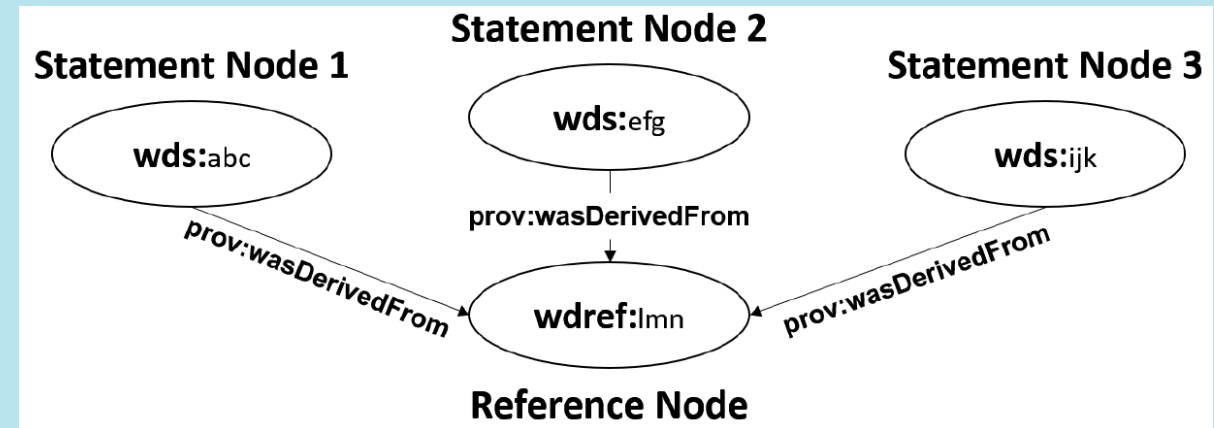 Statement Node 2
Statement Node 1
Statement Node 3
wds:efg
wds:abc
wds:ijk
prov:wasDerivedFrom
prov:wasDerivedFrom
prov:wasDerivedFrom
wdref:lmn
Reference Node